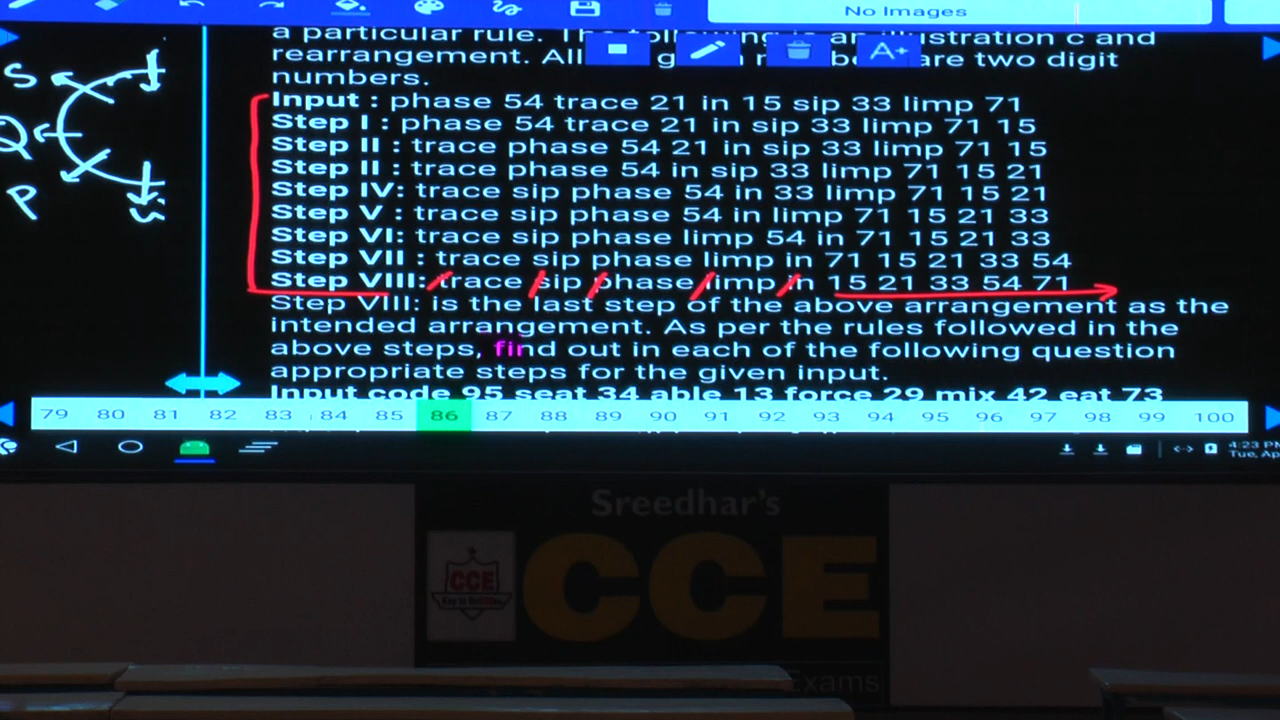 No Images
a particular rule. The following is an illustration c and
rearrangement. All g n n be are two digit
A+
numbers.
Input : phase 54 trace 21 in 15 sip 33 limp 71
Step I : phase 54 trace 21 in sip 33 limp 71 15
Step II : trace phase 54 21 in sip 33 limp 71 15
Step II : trace phase 54 in sip 33 limp 71 15 21
Step IV: trace sip phase 54 in 33 limp 71 15 21
Step V : trace sip phase 54 in limp 71 15 21 33
Step VI: trace sip phase limp 54 in 71 15 21 33
Step VII : trace sip phase limp in 71 15 21 33 54
Step VIII: trace sip phase limp in 15 21 33 54 71
Step VIII: is the last step of the above arrangement as the
intended arrangement. As per the rules followed in the
above steps, find out in each of the following question
appropriate steps for the given input.
Input code 95 seat 34 able 13 force 29 mix 42 eat 73
S
Q
P
79 80 81 82 83 84 85 86 87 88 89 90 91 92 93 94 95 96 97 98 99 100
4:23 PM
Tue, Ap
Sreedhar's
CCE
CCE
Exams